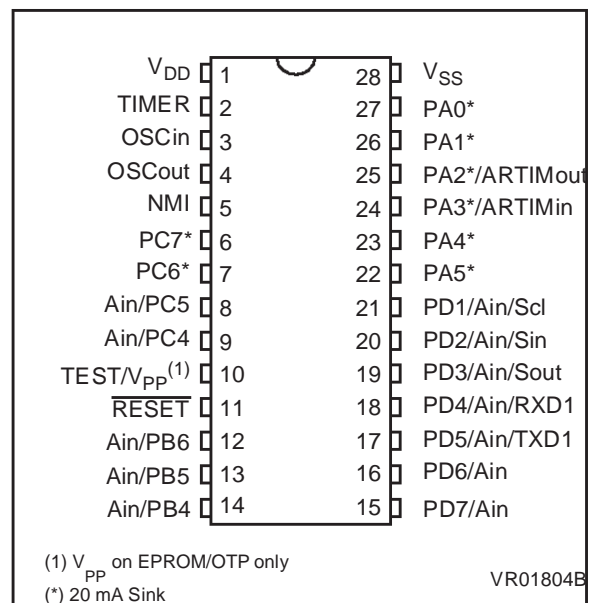 VDD 1 28 VSS
TIMER 2 27 PA0*
OSCin 3 26 PA1*
OSCout 4 25 PA2*/ARTIMout
NMI 5 24 PA3*/ARTIMin
PC7* 6 23 PA4*
PC6* 7 22 PA5*
Ain/PC5 8 21 PD1/Ain/Scl
Ain/PC4 9 20 PD2/Ain/Sin
TEST/VPP(1) 10 19 PD3/Ain/Sout
RESET 11 18 PD4/Ain/RXD1
Ain/PB6 12 17 PD5/Ain/TXD1
Ain/PB5 13 16 PD6/Ain
Ain/PB4 14 15 PD7/Ain
(1) VPP on EPROM/OTP only
(*) 20 mA Sink
VR01804B